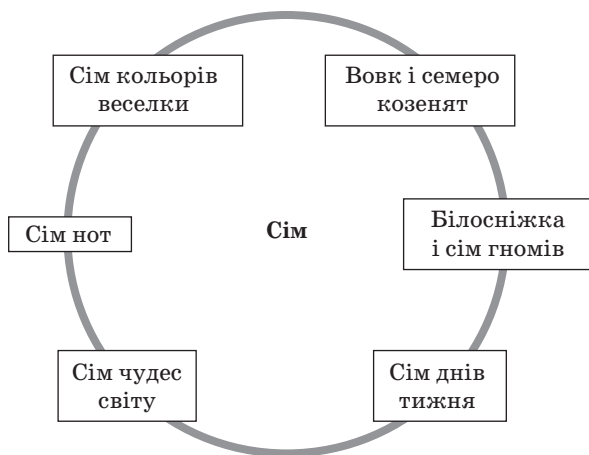 Сім кольорів
веселки
Вовк і семеро
козенят
Сім нот
Сім
Білосніжка
і сім гномів
Сім чудес
світу
Сім днів
тижня